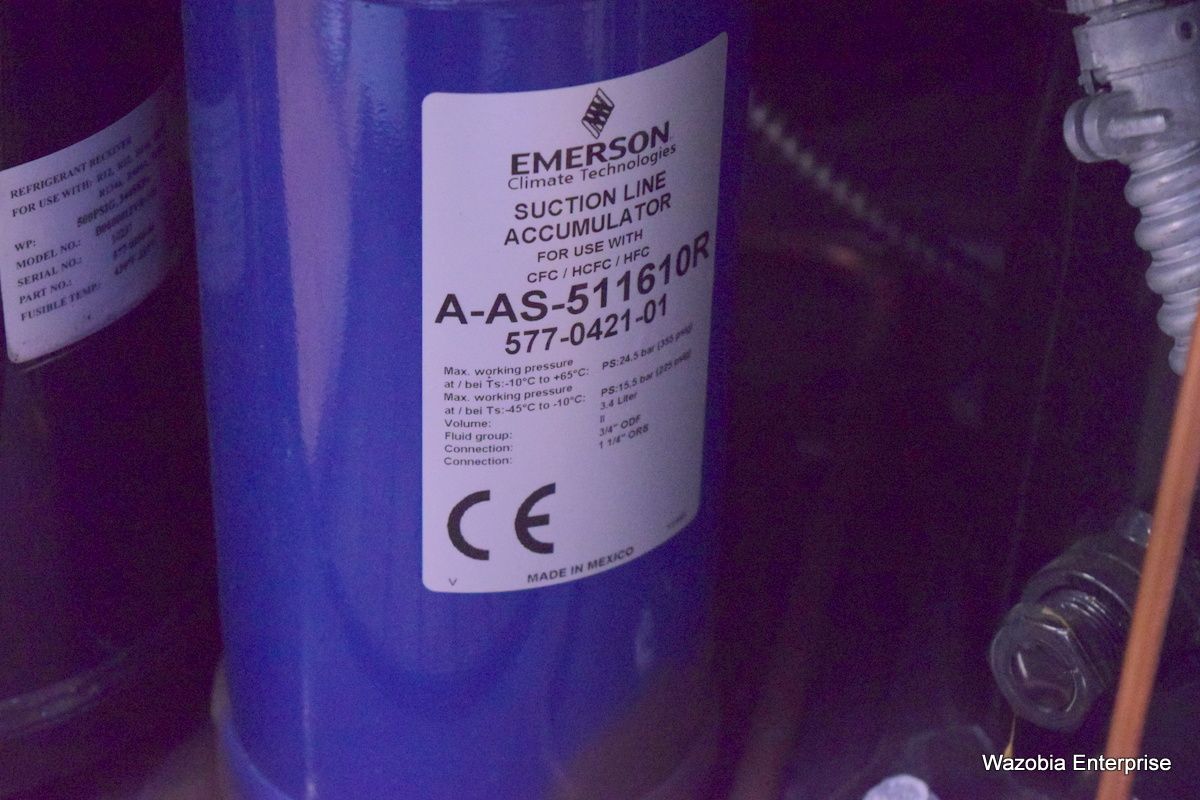 REFRIGERANT RECEIVER
FOR USE WITH: R12, R22,
WP:
MODEL NO.:
SERIAL NO.:
PART NO.:
FUSIBLE TEMP:
EMERSON
Climate Technologies
SUCTION LINE
ACCUMULATOR
FOR USE WITH
CFC / HCFC / HFC
A-AS-511610R
577-0421-01
Max. working pressure
at / bei Ts:-10°C to +65°C: PS:24.5 bar (355 psig)
Max. working pressure
at / bei Ts:-45°C to -10°C: PS:15.5 bar (225 psig)
Volume: 3.4 Liter
Fluid group: II
Connection: 3/4" ODF
Connection: 1 1/4" ORB
CE
V
MADE IN MEXICO
Wazobia Enterprise